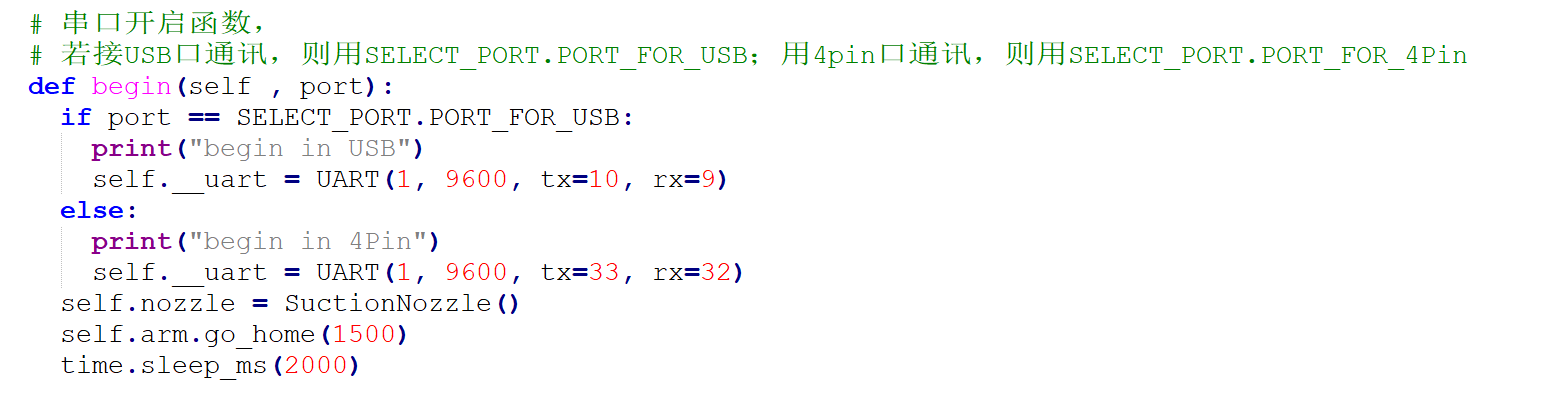 # 串口开启函数，
# 若接USB口通讯，则用SELECT_PORT.PORT_FOR_USB；用4pin口通讯，则用SELECT_PORT.PORT_FOR_4Pin
def begin(self , port):
  if port == SELECT_PORT.PORT_FOR_USB:
    print("begin in USB")
    self.__uart = UART(1, 9600, tx=10, rx=9)
  else:
    print("begin in 4Pin")
    self.__uart = UART(1, 9600, tx=33, rx=32)
  self.nozzle = SuctionNozzle()
  self.arm.go_home(1500)
  time.sleep_ms(2000)